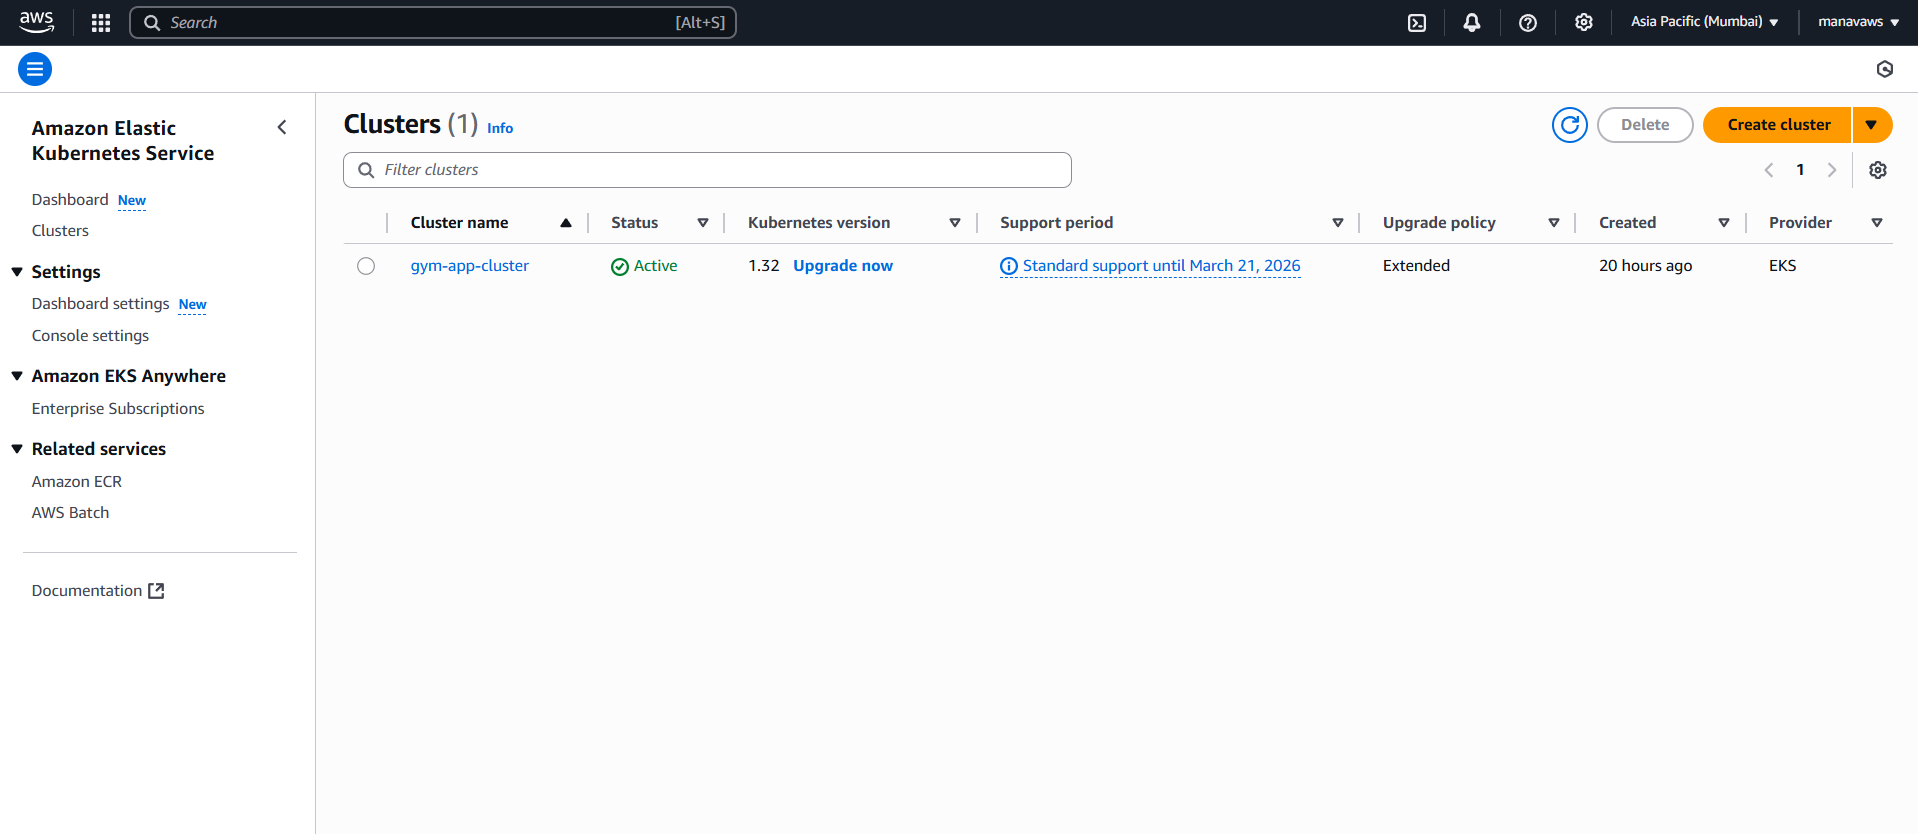 aws
Search [Alt+S]
Asia Pacific (Mumbai)
manavaws
Amazon Elastic
Kubernetes Service
Dashboard New
Clusters
Settings
Dashboard settings New
Console settings
Amazon EKS Anywhere
Enterprise Subscriptions
Related services
Amazon ECR
AWS Batch
Documentation
Clusters (1) Info
Delete
Create cluster
Filter clusters
1
Cluster name Status Kubernetes version Support period Upgrade policy Created Provider
gym-app-cluster Active 1.32 Upgrade now Standard support until March 21, 2026 Extended 20 hours ago EKS